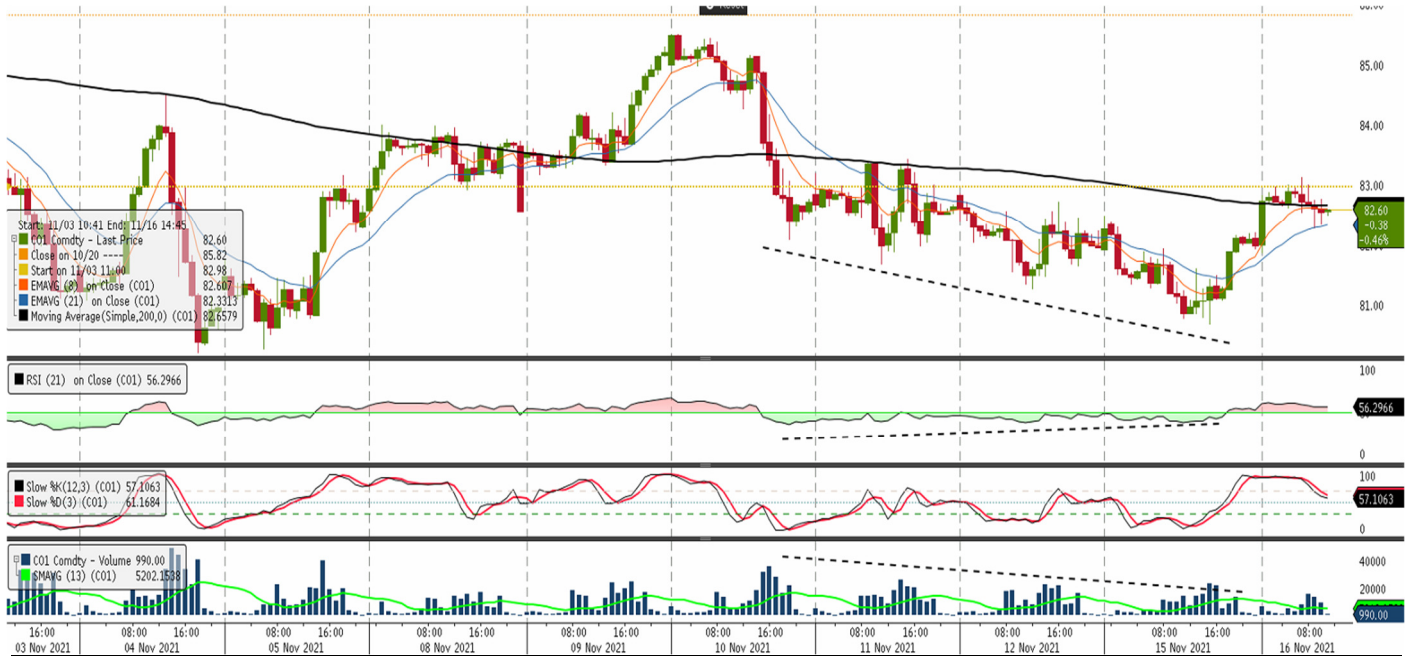 85.00
84.00
83.00
82.60
-0.38
-0.46%
81.00
Start: 11/03 10:41 End: 11/16 14:45
CO1 Comdty - Last Price 82.60
Close on 10/20 ---- 85.82
Start on 11/03 11:00 82.98
EMAVG (8) on Close (CO1) 82.607
EMAVG (21) on Close (CO1) 82.3313
Moving Average(Simple,200,0) (CO1) 82.6579
RSI (21) on Close (CO1) 56.2966
100
56.2966
0
Slow %K(12,3) (CO1) 57.1063
Slow %D(3) (CO1) 61.1684
100
57.1063
0
CO1 Comdty - Volume 990.00
SMAVG (13) (CO1) 5202.1538
40000
20000
990.00
16:00 08:00 16:00 08:00 16:00 08:00 16:00 08:00 16:00 08:00 16:00 08:00 16:00 08:00 16:00 08:00 16:00 08:00
03 Nov 2021 04 Nov 2021 05 Nov 2021 08 Nov 2021 09 Nov 2021 10 Nov 2021 11 Nov 2021 12 Nov 2021 15 Nov 2021 16 Nov 2021